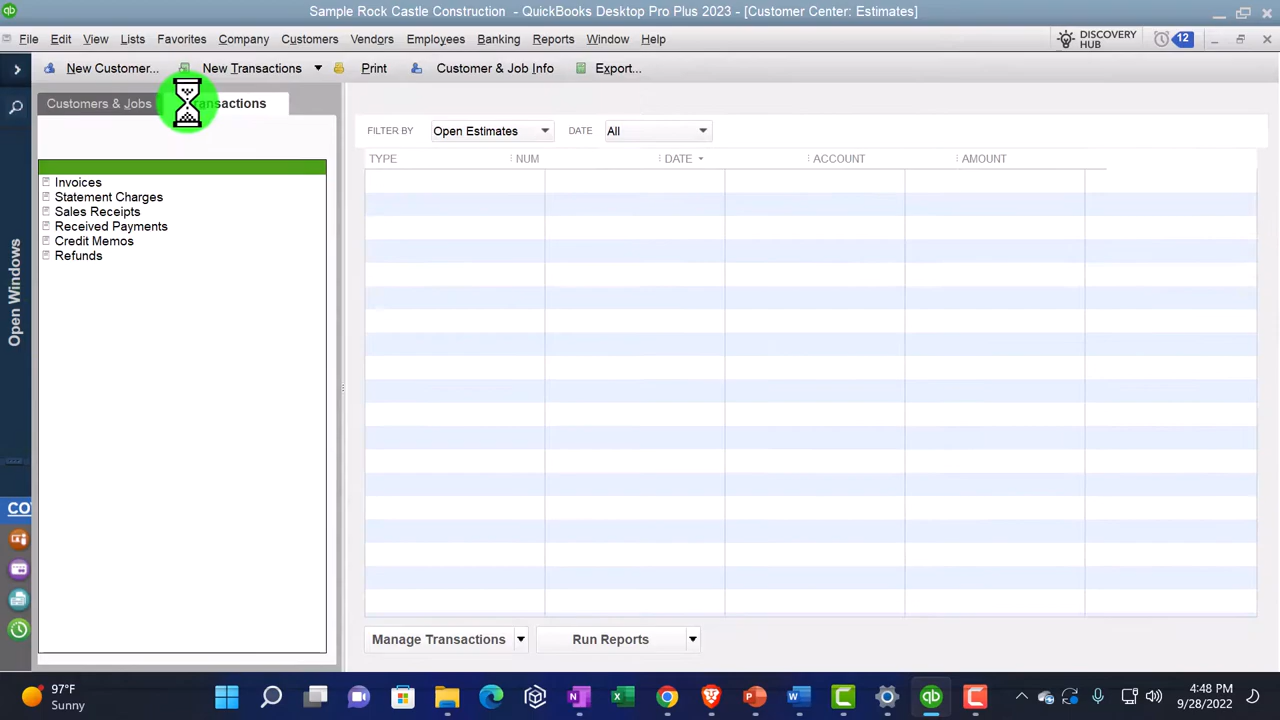 Sample Rock Castle Construction - QuickBooks Desktop Pro Plus 2023 - [Customer Center: Estimates]
File Edit View Lists Favorites Company Customers Vendors Employees Banking Reports Window Help
DISCOVERY HUB
12
New Customer... New Transactions Print Customer & Job Info Export...
Customers & Jobs
FILTER BY Open Estimates DATE All
TYPE NUM DATE ACCOUNT AMOUNT
Invoices
Statement Charges
Sales Receipts
Received Payments
Credit Memos
Refunds
Open Windows
Manage Transactions Run Reports
97°F
Sunny
4:48 PM
9/28/2022